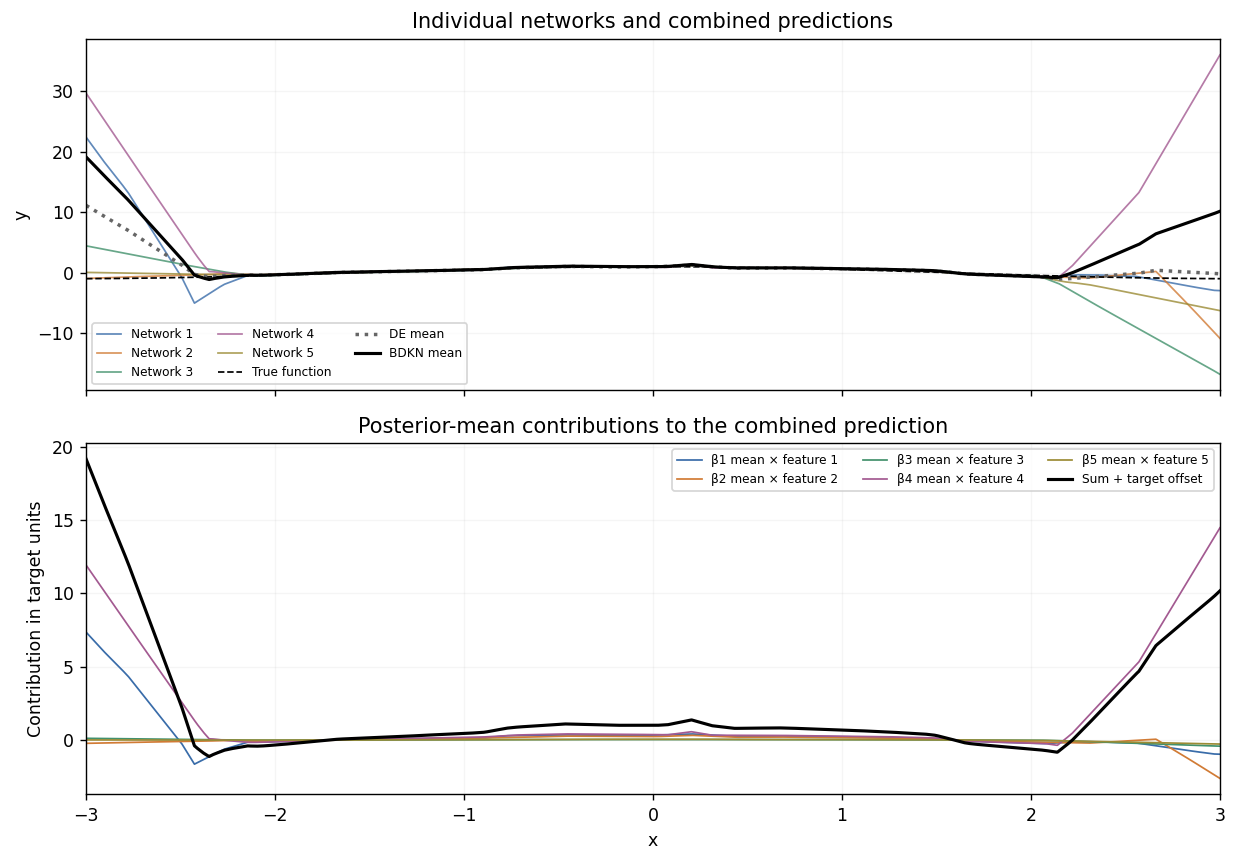 Individual networks and combined predictions
y
30
20
10
0
−10
Network 1 Network 4 DE mean
Network 2 Network 5 BDKN mean
Network 3 True function
Posterior-mean contributions to the combined prediction
Contribution in target units
20
15
10
5
0
β1 mean × feature 1 β3 mean × feature 3 β5 mean × feature 5
β2 mean × feature 2 β4 mean × feature 4 Sum + target offset
−3 −2 −1 0 1 2 3
x